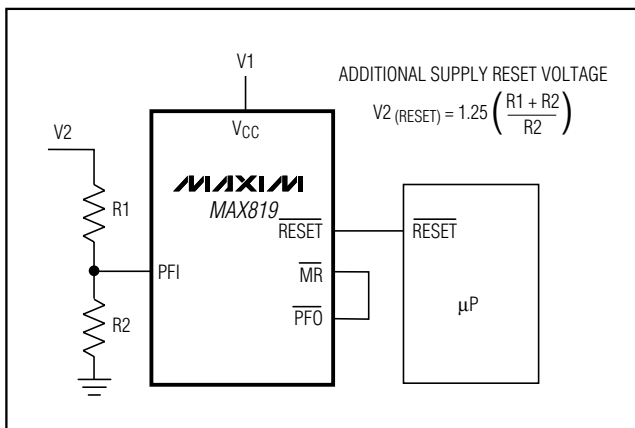 V1
ADDITIONAL SUPPLY RESET VOLTAGE
V2 (RESET) = 1.25 ( R1 + R2 / R2 )
V2
VCC
MAXIM
MAX819
R1
RESET
RESET
PFI
MR
R2
PFO
µP